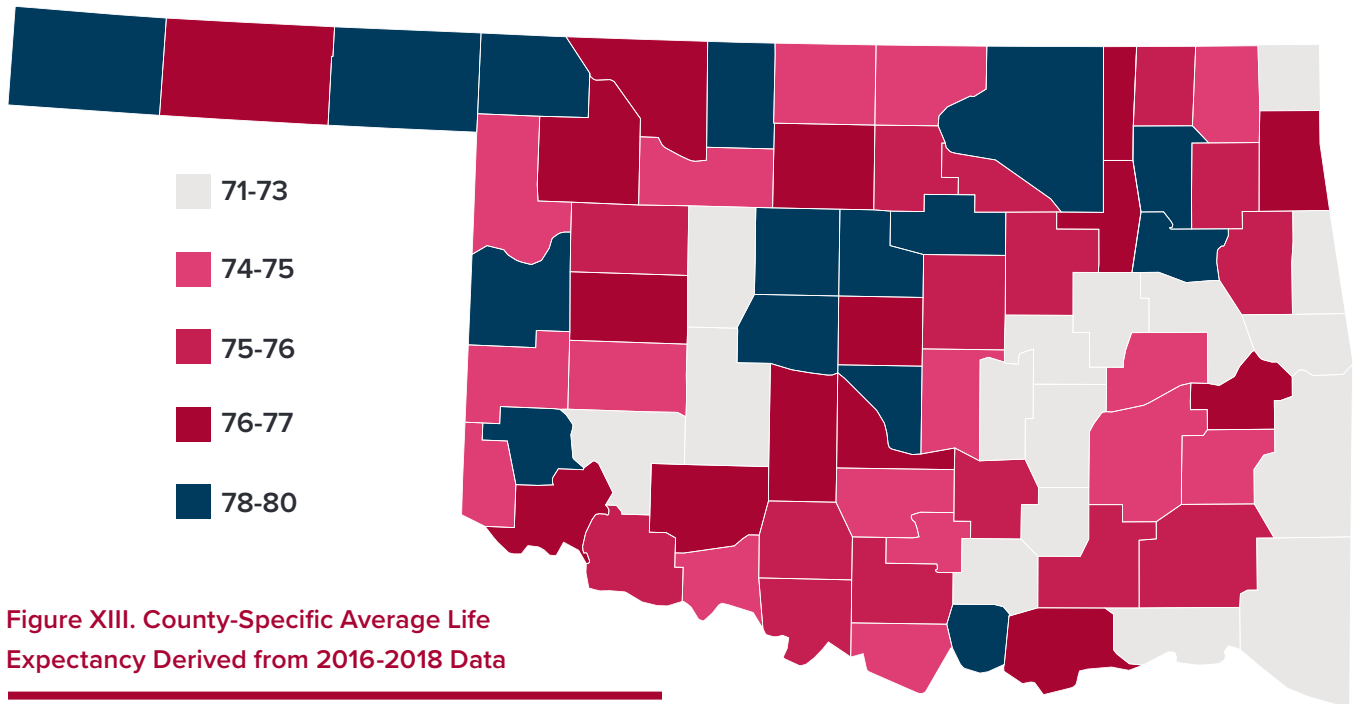 71-73
74-75
75-76
76-77
78-80
Figure XIII. County-Specific Average Life
Expectancy Derived from 2016-2018 Data